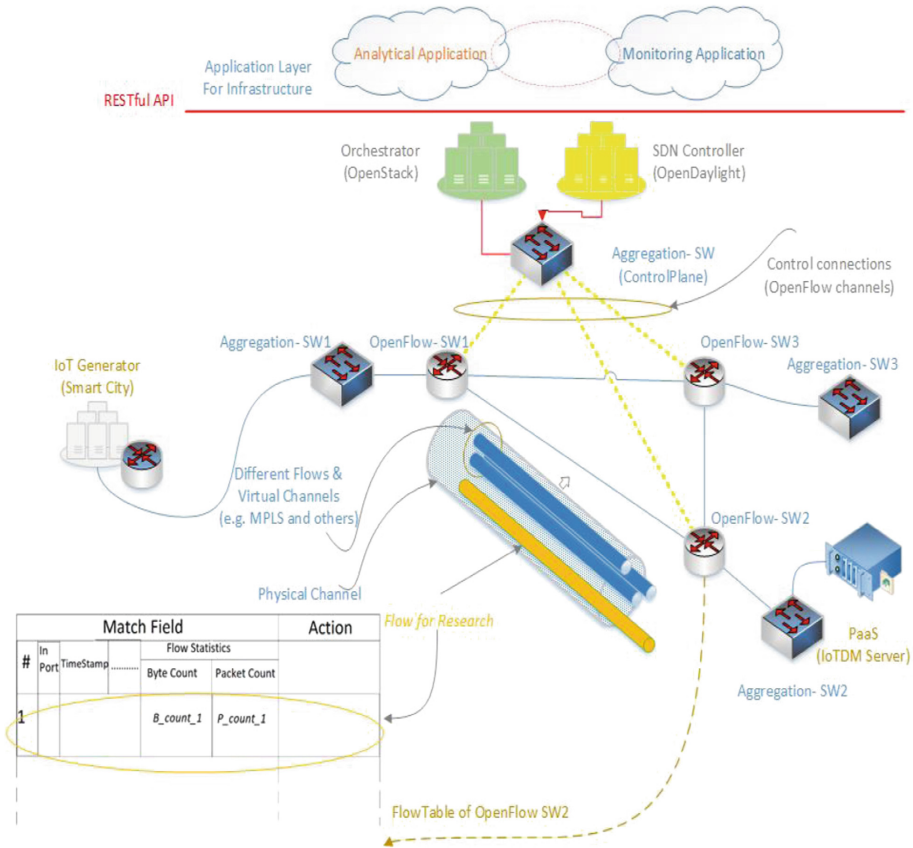 Analytical Application
Monitoring Application
Application Layer
For Infrastructure
RESTful API
Orchestrator
(OpenStack)
SDN Controller
(OpenDaylight)
Aggregation- SW
(ControlPlane)
Control connections
(OpenFlow channels)
Aggregation- SW1
OpenFlow- SW1
OpenFlow- SW3
Aggregation- SW3
IoT Generator
(Smart City)
Different Flows &
Virtual Channels
(e.g. MPLS and others)
OpenFlow- SW2
Physical Channel
Flow for Research
PaaS
(IoTDM Server)
Aggregation- SW2
Match Field
Action
#
In
Port
TimeStamp
............
Flow Statistics
Byte Count
Packet Count
1
B_count_1
P_count_1
FlowTable of OpenFlow SW2